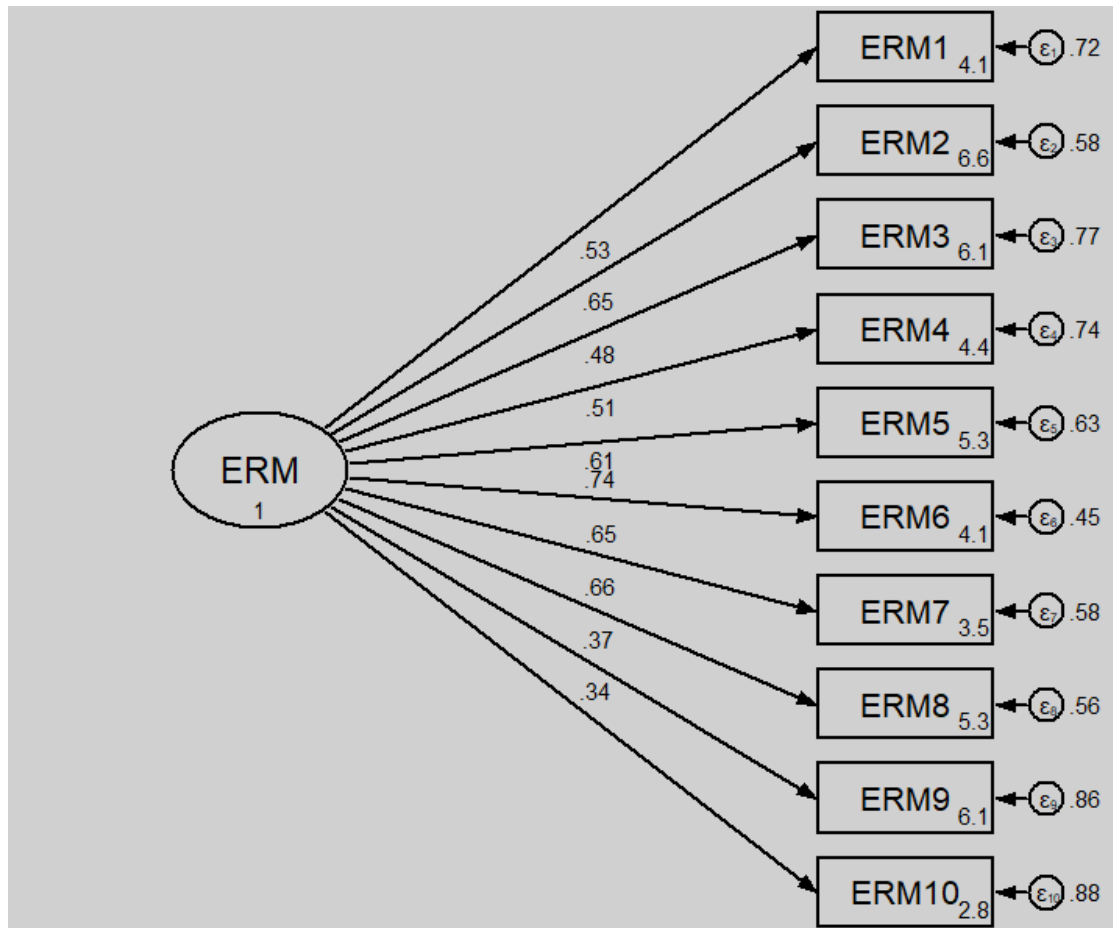 ERM1
4.1
ε1 .72
ERM2
6.6
ε2 .58
ERM3
6.1
ε3 .77
ERM4
4.4
ε4 .74
ERM5
5.3
ε5 .63
ERM6
4.1
ε6 .45
ERM7
3.5
ε7 .58
ERM8
5.3
ε8 .56
ERM9
6.1
ε9 .86
ERM10
2.8
ε10 .88
.53
.65
.48
.51
.61
.74
.65
.66
.37
.34
ERM
1